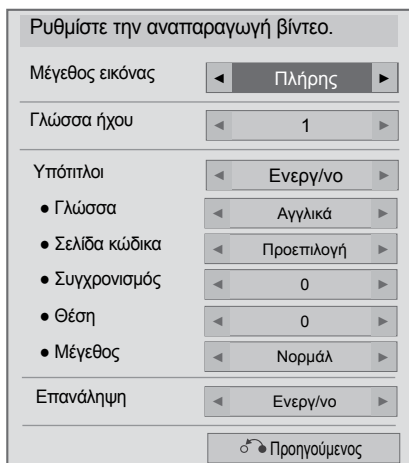 Ρυθμίστε την αναπαραγωγή βίντεο.
Μέγεθος εικόνας ◄ Πλήρης ►
Γλώσσα ήχου ◄ 1 ►
Υπότιτλοι ◄ Ενεργ/νο ►
● Γλώσσα ◄ Αγγλικά ►
● Σελίδα κώδικα ◄ Προεπιλογή ►
● Συγχρονισμός ◄ 0 ►
● Θέση ◄ 0 ►
● Μέγεθος ◄ Νορμάλ ►
Επανάληψη ◄ Ενεργ/νο ►
Προηγούμενος